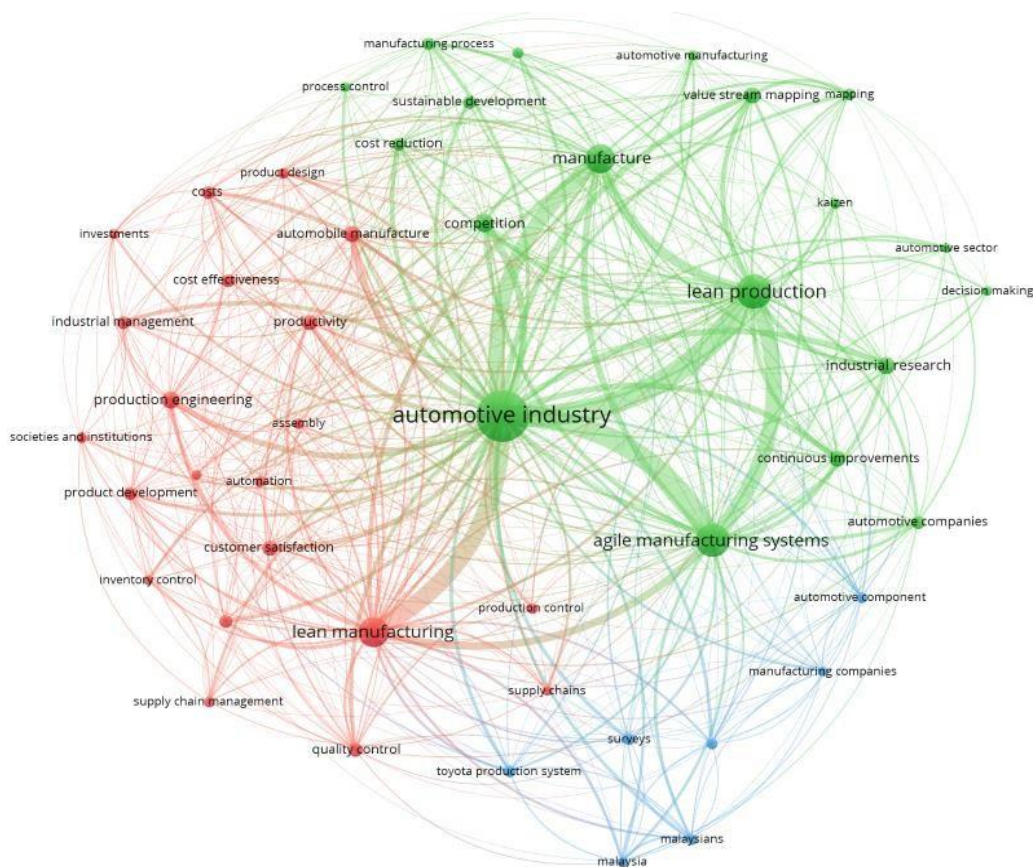 manufacturing process
automotive manufacturing
process control
sustainable development
value stream mapping
mapping
cost reduction
manufacture
product design
costs
kaizen
competition
investments
automobile manufacture
automotive sector
cost effectiveness
lean production
decision making
industrial management
productivity
industrial research
production engineering
automotive industry
assembly
societies and institutions
continuous improvements
automation
product development
automotive companies
customer satisfaction
agile manufacturing systems
inventory control
automotive component
production control
lean manufacturing
manufacturing companies
supply chains
supply chain management
surveys
quality control
toyota production system
malaysians
malaysia